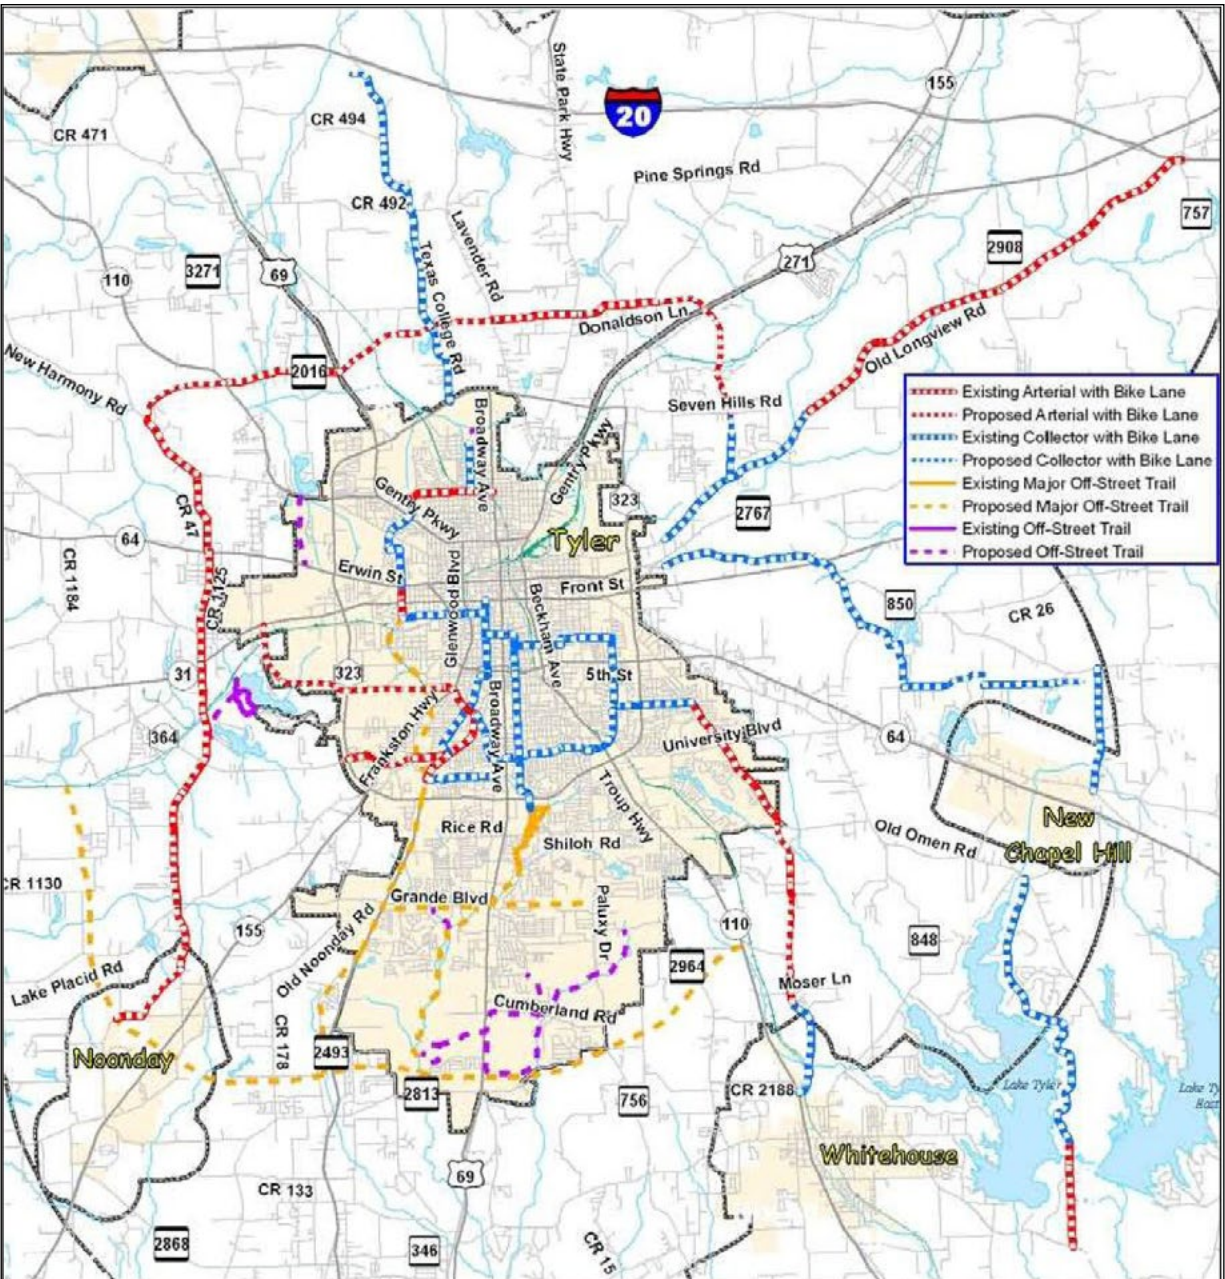 State Park Hwy
155
CR 494
20
CR 471
Pine Springs Rd
CR 492
757
Lavender Rd
2908
3271
69
271
110
Texas College Rd
Donaldson Ln
Old Longview Rd
New Harmony Rd
2016
Existing Arterial with Bike Lane
Proposed Arterial with Bike Lane
Existing Collector with Bike Lane
Proposed Collector with Bike Lane
Existing Major Off-Street Trail
Proposed Major Off-Street Trail
Existing Off-Street Trail
Proposed Off-Street Trail
Seven Hills Rd
Broadway Ave
Gentry Pkwy
Gentry Pkwy
323
2767
CR 47
64
Tyler
Erwin St
Front St
CR 1184
CR 1125
Glenwood Blvd
Beckham Ave
850
CR 26
31
323
5th St
Broadway Ave
Frankston Hwy
364
University Blvd
64
Troup Hwy
New
Chapel Hill
Rice Rd
Shiloh Rd
Old Omen Rd
CR 1130
Grande Blvd
Paluxy Dr
155
Old Noonday Rd
110
848
Lake Placid Rd
2964
Moser Ln
Cumberland Rd
CR 178
Noonday
2493
2813
756
CR 2188
Lake Tyler
Lake Ty
East
Whitehouse
69
CR 133
2868
346
CR 15